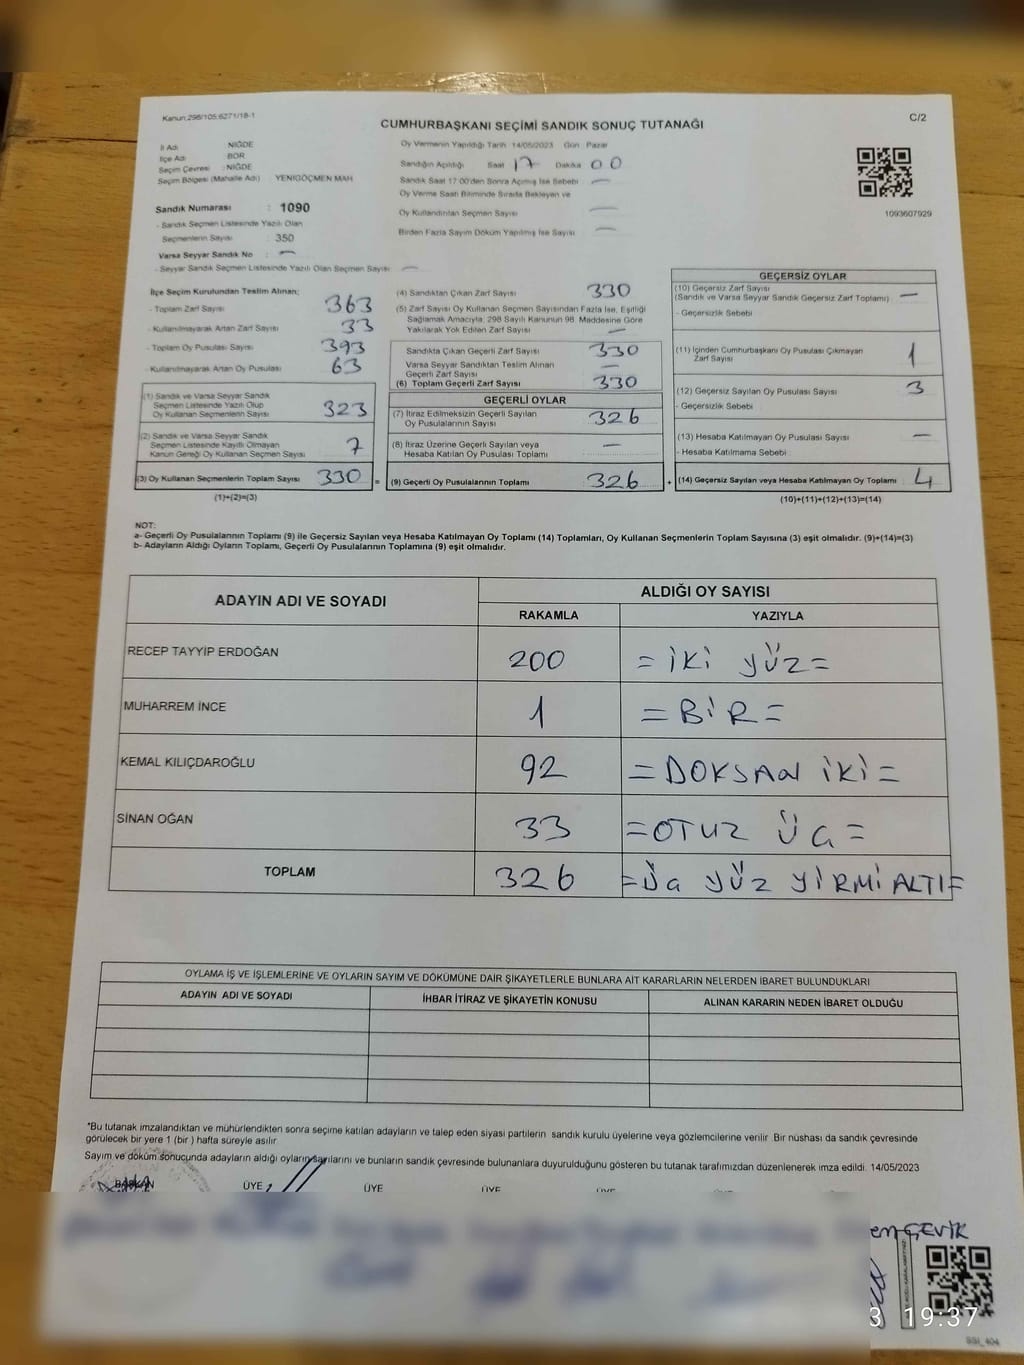 Kanun:298/105;6271/18-1
CUMHURBAŞKANI SEÇİMİ SANDIK SONUÇ TUTANAĞI
C/2
İl Adı : NİĞDE
İlçe Adı : BOR
Seçim Çevresi : NİĞDE
Seçim Bölgesi (Mahalle Adı) : YENİGÖÇMEN MAH
Sandık Numarası : 1090
- Sandık Seçmen Listesinde Yazılı Olan
Seçmenlerin Sayısı : 350
Varsa Seyyar Sandık No : —
- Seyyar Sandık Seçmen Listesinde Yazılı Olan Seçmen Sayısı : —
Oy Vermenin Yapıldığı Tarih 14/05/2023 Gün Pazar
Sandığın Açıldığı Saat 17 Dakika 00
Sandık Saat 17:00'den Sonra Açılmış İse Sebebi —
Oy Verme Saati Bitiminde Sırada Bekleyen ve
Oy Kullandırılan Seçmen Sayısı —
Birden Fazla Sayım Döküm Yapılmış İse Sayısı —
1093607929
İlçe Seçim Kurulundan Teslim Alınan;
- Toplam Zarf Sayısı 363
- Kullanılmayarak Artan Zarf Sayısı 33
- Toplam Oy Pusulası Sayısı 393
- Kullanılmayarak Artan Oy Pusulası 63
(1) Sandık ve Varsa Seyyar Sandık
Seçmen Listesinde Yazılı Olup
Oy Kullanan Seçmenlerin Sayısı 323
(2) Sandık ve Varsa Seyyar Sandık
Seçmen Listesinde Kayıtlı Olmayan
Kanun Gereği Oy Kullanan Seçmen Sayısı 7
(3) Oy Kullanan Seçmenlerin Toplam Sayısı 330 =
(1)+(2)=(3)
(4) Sandıktan Çıkan Zarf Sayısı 330
(5) Zarf Sayısı Oy Kullanan Seçmen Sayısından Fazla İse, Eşitliği
Sağlamak Amacıyla; 298 Sayılı Kanunun 98. Maddesine Göre
Yakılarak Yok Edilen Zarf Sayısı —
Sandıkta Çıkan Geçerli Zarf Sayısı 330
Varsa Seyyar Sandıktan Teslim Alınan
Geçerli Zarf Sayısı —
(6) Toplam Geçerli Zarf Sayısı 330
GEÇERLİ OYLAR
(7) İtiraz Edilmeksizin Geçerli Sayılan
Oy Pusulalarının Sayısı 326
(8) İtiraz Üzerine Geçerli Sayılan veya
Hesaba Katılan Oy Pusulası Toplamı —
(9) Geçerli Oy Pusulalarının Toplamı 326 +
GEÇERSİZ OYLAR
(10) Geçersiz Zarf Sayısı
(Sandık ve Varsa Seyyar Sandık Geçersiz Zarf Toplamı) —
- Geçersizlik Sebebi
(11) İçinden Cumhurbaşkanı Oy Pusulası Çıkmayan
Zarf Sayısı 1
(12) Geçersiz Sayılan Oy Pusulası Sayısı 3
- Geçersizlik Sebebi
(13) Hesaba Katılmayan Oy Pusulası Sayısı —
- Hesaba Katılmama Sebebi
(14) Geçersiz Sayılan veya Hesaba Katılmayan Oy Toplamı 4
(10)+(11)+(12)+(13)=(14)
NOT:
a- Geçerli Oy Pusulalarının Toplamı (9) ile Geçersiz Sayılan veya Hesaba Katılmayan Oy Toplamı (14) Toplamları, Oy Kullanan Seçmenlerin Toplam Sayısına (3) eşit olmalıdır. (9)+(14)=(3)
b- Adayların Aldığı Oyların Toplamı, Geçerli Oy Pusulalarının Toplamına (9) eşit olmalıdır.
ADAYIN ADI VE SOYADI
ALDIĞI OY SAYISI
RAKAMLA YAZIYLA
RECEP TAYYİP ERDOĞAN 200 = İKİ YÜZ =
MUHARREM İNCE 1 = BİR =
KEMAL KILIÇDAROĞLU 92 = DOKSAN İKİ =
SİNAN OĞAN 33 = OTUZ ÜÇ =
TOPLAM 326 = ÜÇ YÜZ YİRMİ ALTI =
OYLAMA İŞ VE İŞLEMLERİNE VE OYLARIN SAYIM VE DÖKÜMÜNE DAİR ŞİKAYETLERLE BUNLARA AİT KARARLARIN NELERDEN İBARET BULUNDUKLARI
ADAYIN ADI VE SOYADI İHBAR İTİRAZ VE ŞİKAYETİN KONUSU ALINAN KARARIN NEDEN İBARET OLDUĞU
*Bu tutanak imzalandıktan ve mühürlendikten sonra seçime katılan adayların ve talep eden siyasi partilerin sandık kurulu üyelerine veya gözlemcilerine verilir. Bir nüshası da sandık çevresinde
görülecek bir yere 1 (bir ) hafta süreyle asılır.
Sayım ve döküm sonucunda adayların aldığı oyların sayılarını ve bunların sandık çevresinde bulunanlara duyurulduğunu gösteren bu tutanak tarafımızdan düzenlenerek imza edildi. 14/05/2023
BAŞKAN ÜYE ÜYE ÜYE ÜYE ÜYE
ÇEVİK
3 19:37